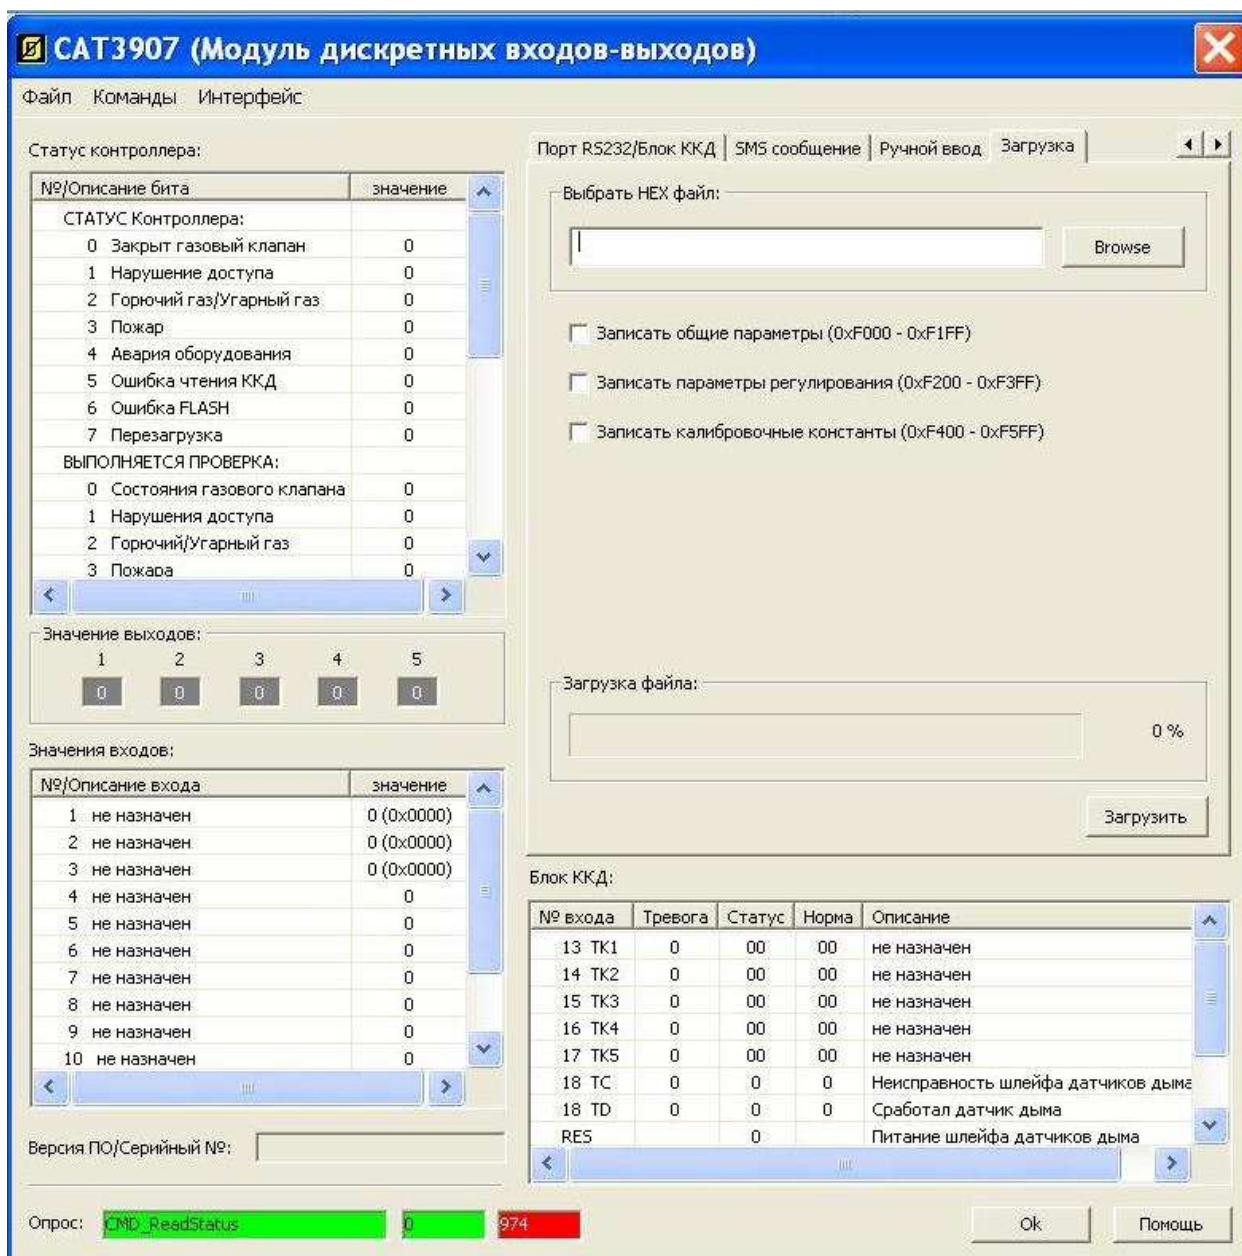 CAT3907 (Модуль дискретных входов-выходов)
Файл Команды Интерфейс
Статус контроллера:
№/Описание бита значение
СТАТУС Контроллера:
0 Закрыт газовый клапан 0
1 Нарушение доступа 0
2 Горючий газ/Угарный газ 0
3 Пожар 0
4 Авария оборудования 0
5 Ошибка чтения ККД 0
6 Ошибка FLASH 0
7 Перезагрузка 0
ВЫПОЛНЯЕТСЯ ПРОВЕРКА:
0 Состояния газового клапана 0
1 Нарушения доступа 0
2 Горючий/Угарный газ 0
3 Пожара 0
Значение выходов:
1 2 3 4 5
0 0 0 0 0
Значения входов:
№/Описание входа значение
1 не назначен 0 (0x0000)
2 не назначен 0 (0x0000)
3 не назначен 0 (0x0000)
4 не назначен 0
5 не назначен 0
6 не назначен 0
7 не назначен 0
8 не назначен 0
9 не назначен 0
10 не назначен 0
Версия ПО/Серийный №:
Опрос: CMD_ReadStatus 0 974
Порт RS232/Блок ККД SMS сообщение Ручной ввод Загрузка
Выбрать HEX файл:
Browse
Записать общие параметры (0xF000 - 0xF1FF)
Записать параметры регулирования (0xF200 - 0xF3FF)
Записать калибровочные константы (0xF400 - 0xF5FF)
Загрузка файла:
0 %
Загрузить
Блок ККД:
№ входа Тревога Статус Норма Описание
13 ТК1 0 00 00 не назначен
14 ТК2 0 00 00 не назначен
15 ТК3 0 00 00 не назначен
16 ТК4 0 00 00 не назначен
17 ТК5 0 00 00 не назначен
18 TC 0 0 0 Неисправность шлейфа датчиков дыма
18 TD 0 0 0 Сработал датчик дыма
RES 0 Питание шлейфа датчиков дыма
Ok Помощь